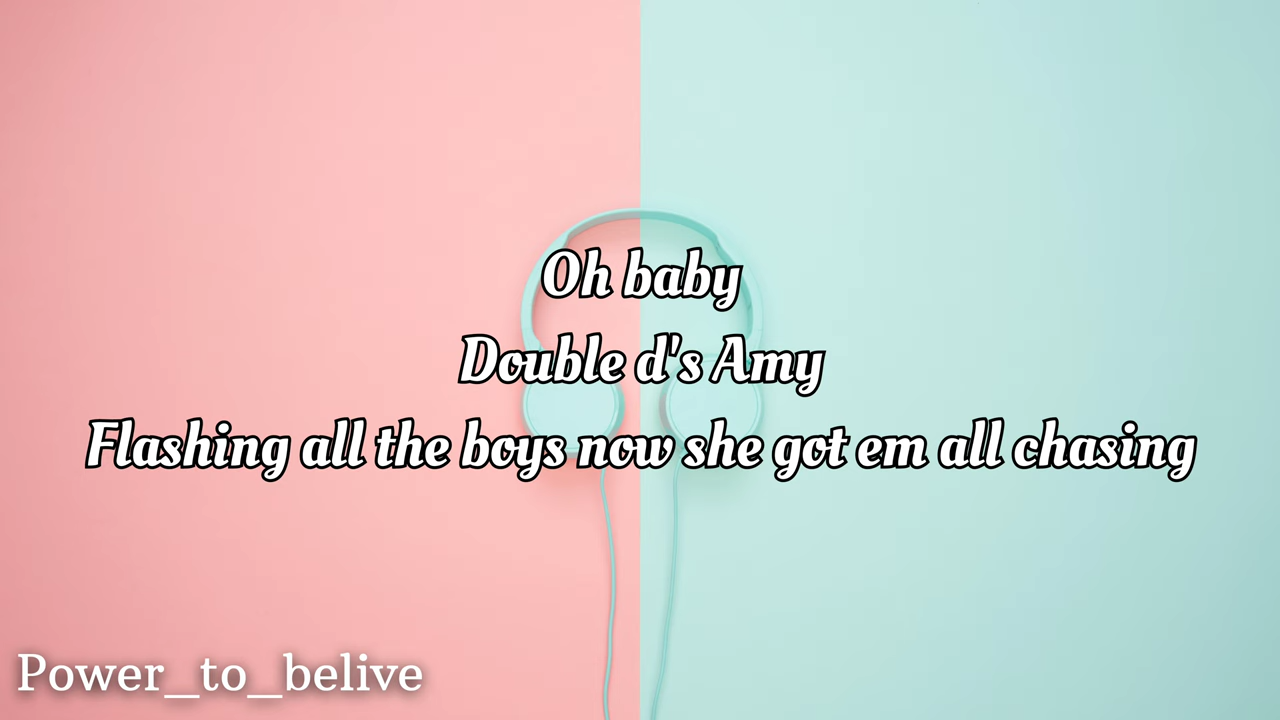 Oh baby
Double d's Amy
Flashing all the boys now she got em all chasing
Power_to_belive